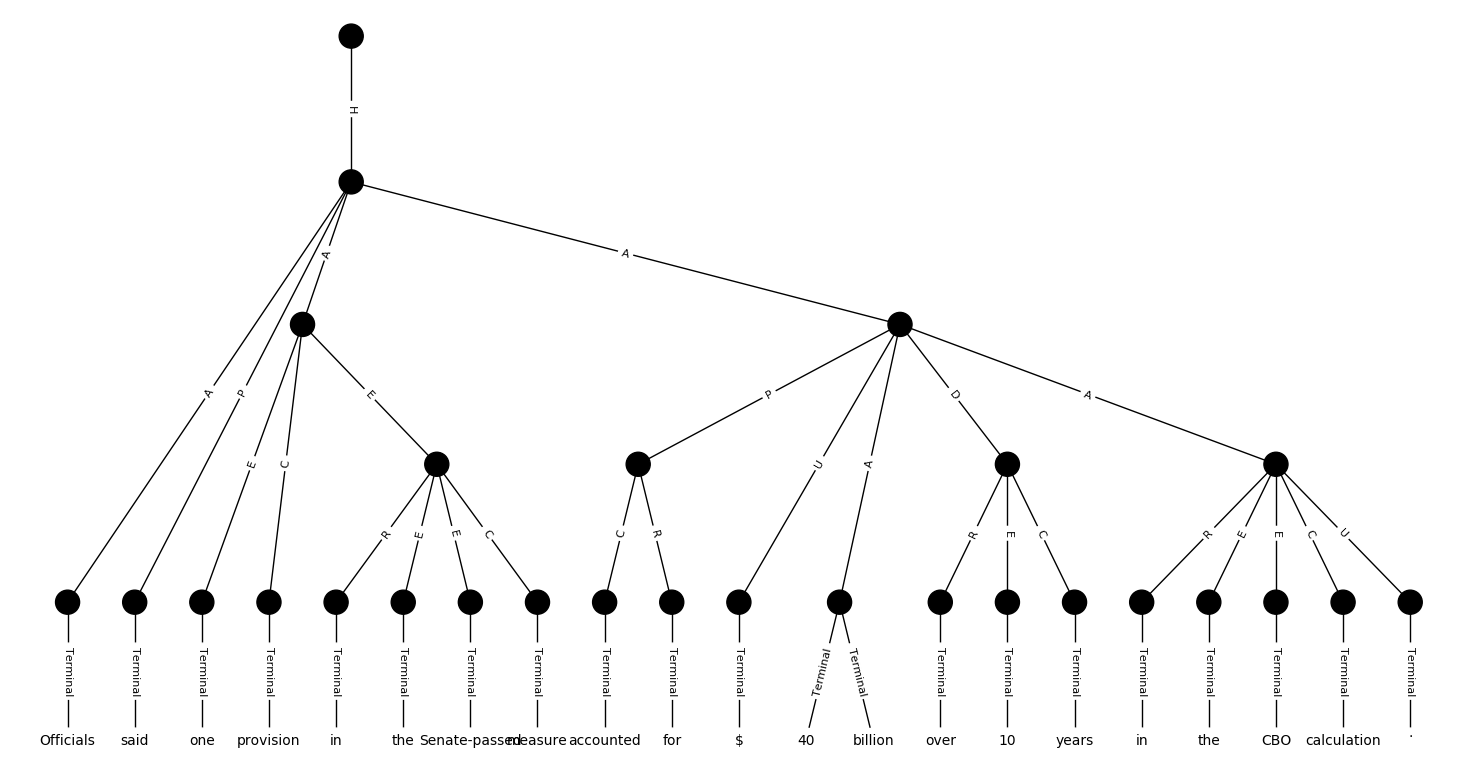 H
A
A
A P E C E P U A D A
R E E C C R R E C R E E C U
Terminal Terminal Terminal Terminal Terminal Terminal Terminal Terminal Terminal Terminal Terminal Terminal Terminal Terminal Terminal Terminal Terminal Terminal Terminal Terminal Terminal
Officials said one provision in the Senate-passed measure accounted for $ 40 billion over 10 years in the CBO calculation .